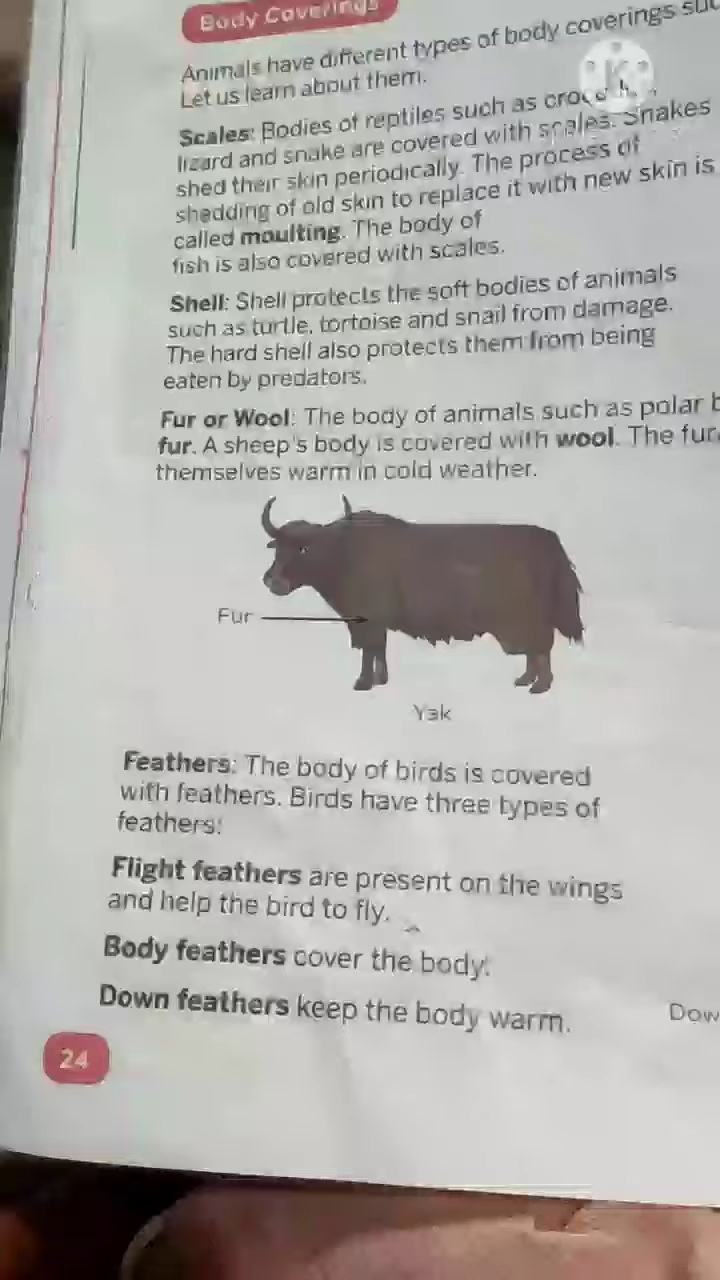 Body Coverings
Animals have different types of body coverings
Let us learn about them.
Scales: Bodies of reptiles such as
lizard and snake are covered with scales. Snakes
shed their skin periodically. The process of
shedding of old skin to replace it with new skin is
called moulting. The body of
fish is also covered with scales.
Shell: Shell protects the soft bodies of animals
such as turtle, tortoise and snail from damage.
The hard shell also protects them from being
eaten by predators.
Fur or Wool: The body of animals such as polar
fur. A sheep's body is covered with wool. The fur
themselves warm in cold weather.
Fur
Yak
Feathers: The body of birds is covered
with feathers. Birds have three types of
feathers:
Flight feathers are present on the wings
and help the bird to fly.
Body feathers cover the body.
Down feathers keep the body warm.
Dow
24